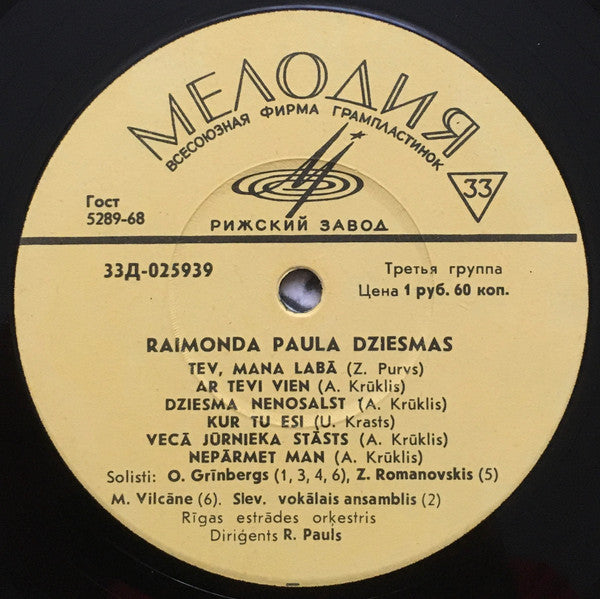 МЕЛОДИЯ
ВСЕСОЮЗНАЯ ФИРМА ГРАМПЛАСТИНОК
33
Гост
5289-68
РИЖСКИЙ ЗАВОД
33Д-025939
Третья группа
Цена 1 руб. 60 коп.
RAIMONDA PAULA DZIESMAS
TEV, MANA LABĀ (Z. Purvs)
AR TEVI VIEN (A. Krūklis)
DZIESMA NENOSALST (A. Krūklis)
KUR TU ESI (U. Krasts)
VECĀ JŪRNIEKA STĀSTS (A. Krūklis)
NEPĀRMET MAN (A. Krūklis)
Solisti: O. Grīnbergs (1, 3, 4, 6), Z. Romanovskis (5)
M. Vilcāne (6). Slev. vokālais ansamblis (2)
Rīgas estrādes orķestris
Diriģents R. Pauls